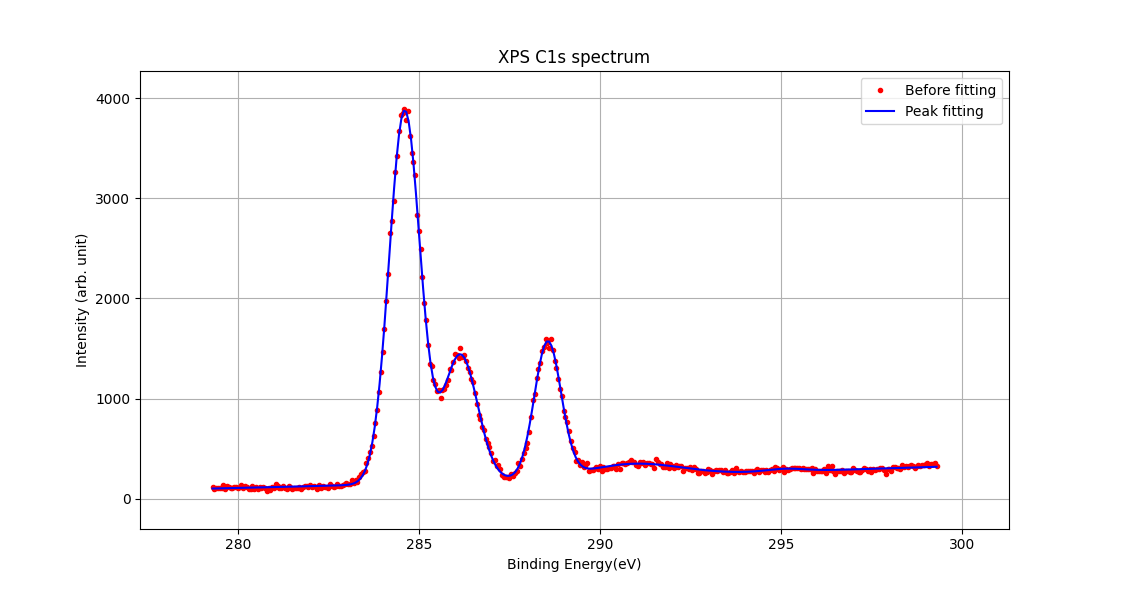 XPS C1s spectrum
Before fitting
Peak fitting
4000
3000
2000
1000
0
Intensity (arb. unit)
280 285 290 295 300
Binding Energy(eV)